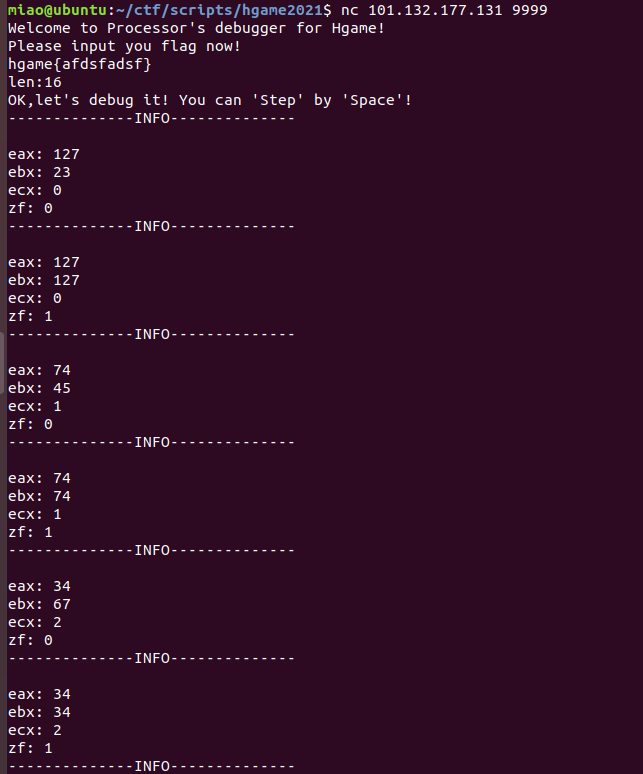 miao@ubuntu:~/ctf/scripts/hgame2021$ nc 101.132.177.131 9999
Welcome to Processor's debugger for Hgame!
Please input you flag now!
hgame{afdsfadsf}
len:16
OK,let's debug it! You can 'Step' by 'Space'!
--------------INFO--------------
eax: 127
ebx: 23
ecx: 0
zf: 0
--------------INFO--------------
eax: 127
ebx: 127
ecx: 0
zf: 1
--------------INFO--------------
eax: 74
ebx: 45
ecx: 1
zf: 0
--------------INFO--------------
eax: 74
ebx: 74
ecx: 1
zf: 1
--------------INFO--------------
eax: 34
ebx: 67
ecx: 2
zf: 0
--------------INFO--------------
eax: 34
ebx: 34
ecx: 2
zf: 1
--------------INFO--------------